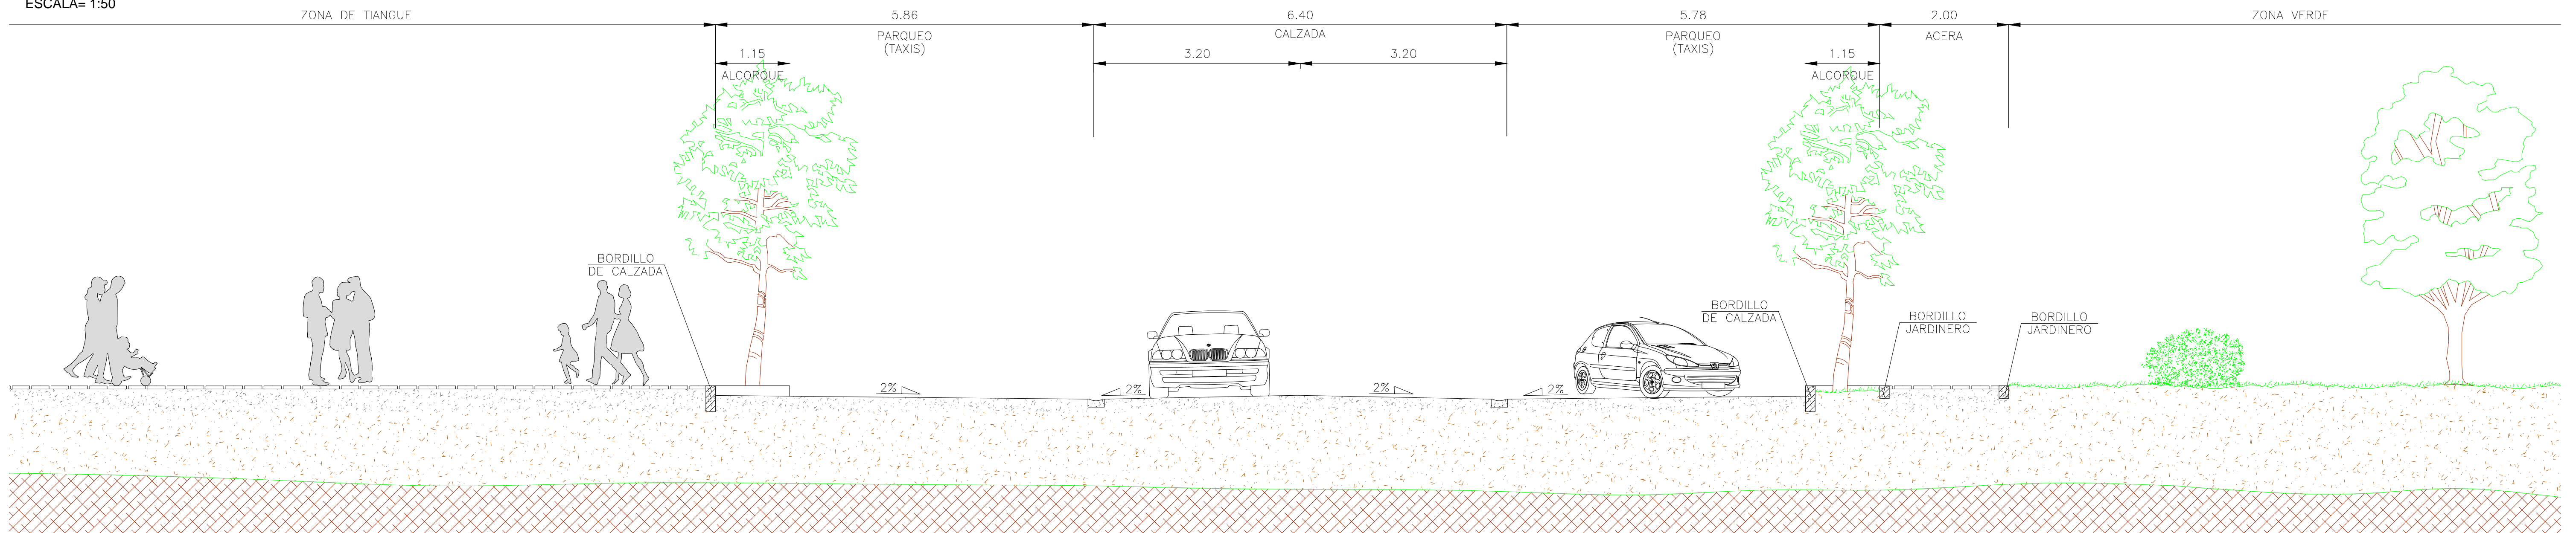 ESCALA= 1:50
ZONA DE TIANGUE
5.86
6.40
5.78
2.00
ZONA VERDE
PARQUEO
(TAXIS)
CALZADA
PARQUEO
(TAXIS)
ACERA
1.15
3.20
3.20
1.15
ALCORQUE
ALCORQUE
BORDILLO
DE CALZADA
BORDILLO
DE CALZADA
BORDILLO
JARDINERO
BORDILLO
JARDINERO
2%
2%
2%
2%